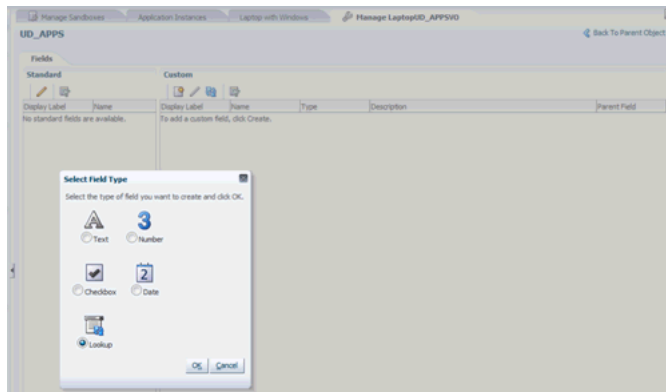 Manage Sandboxes
Application Instances
Laptop with Windows
Manage LaptopUD_APPSVO
UD_APPS
Back To Parent Object
Fields
Standard
Custom
Display Label
Name
Display Label
Name
Type
Description
Parent Field
No standard fields are available.
To add a custom field, click Create.
Select Field Type
Select the type of field you want to create and click OK.
A
3
Text
Number
2
Checkbox
Date
Lookup
OK
Cancel